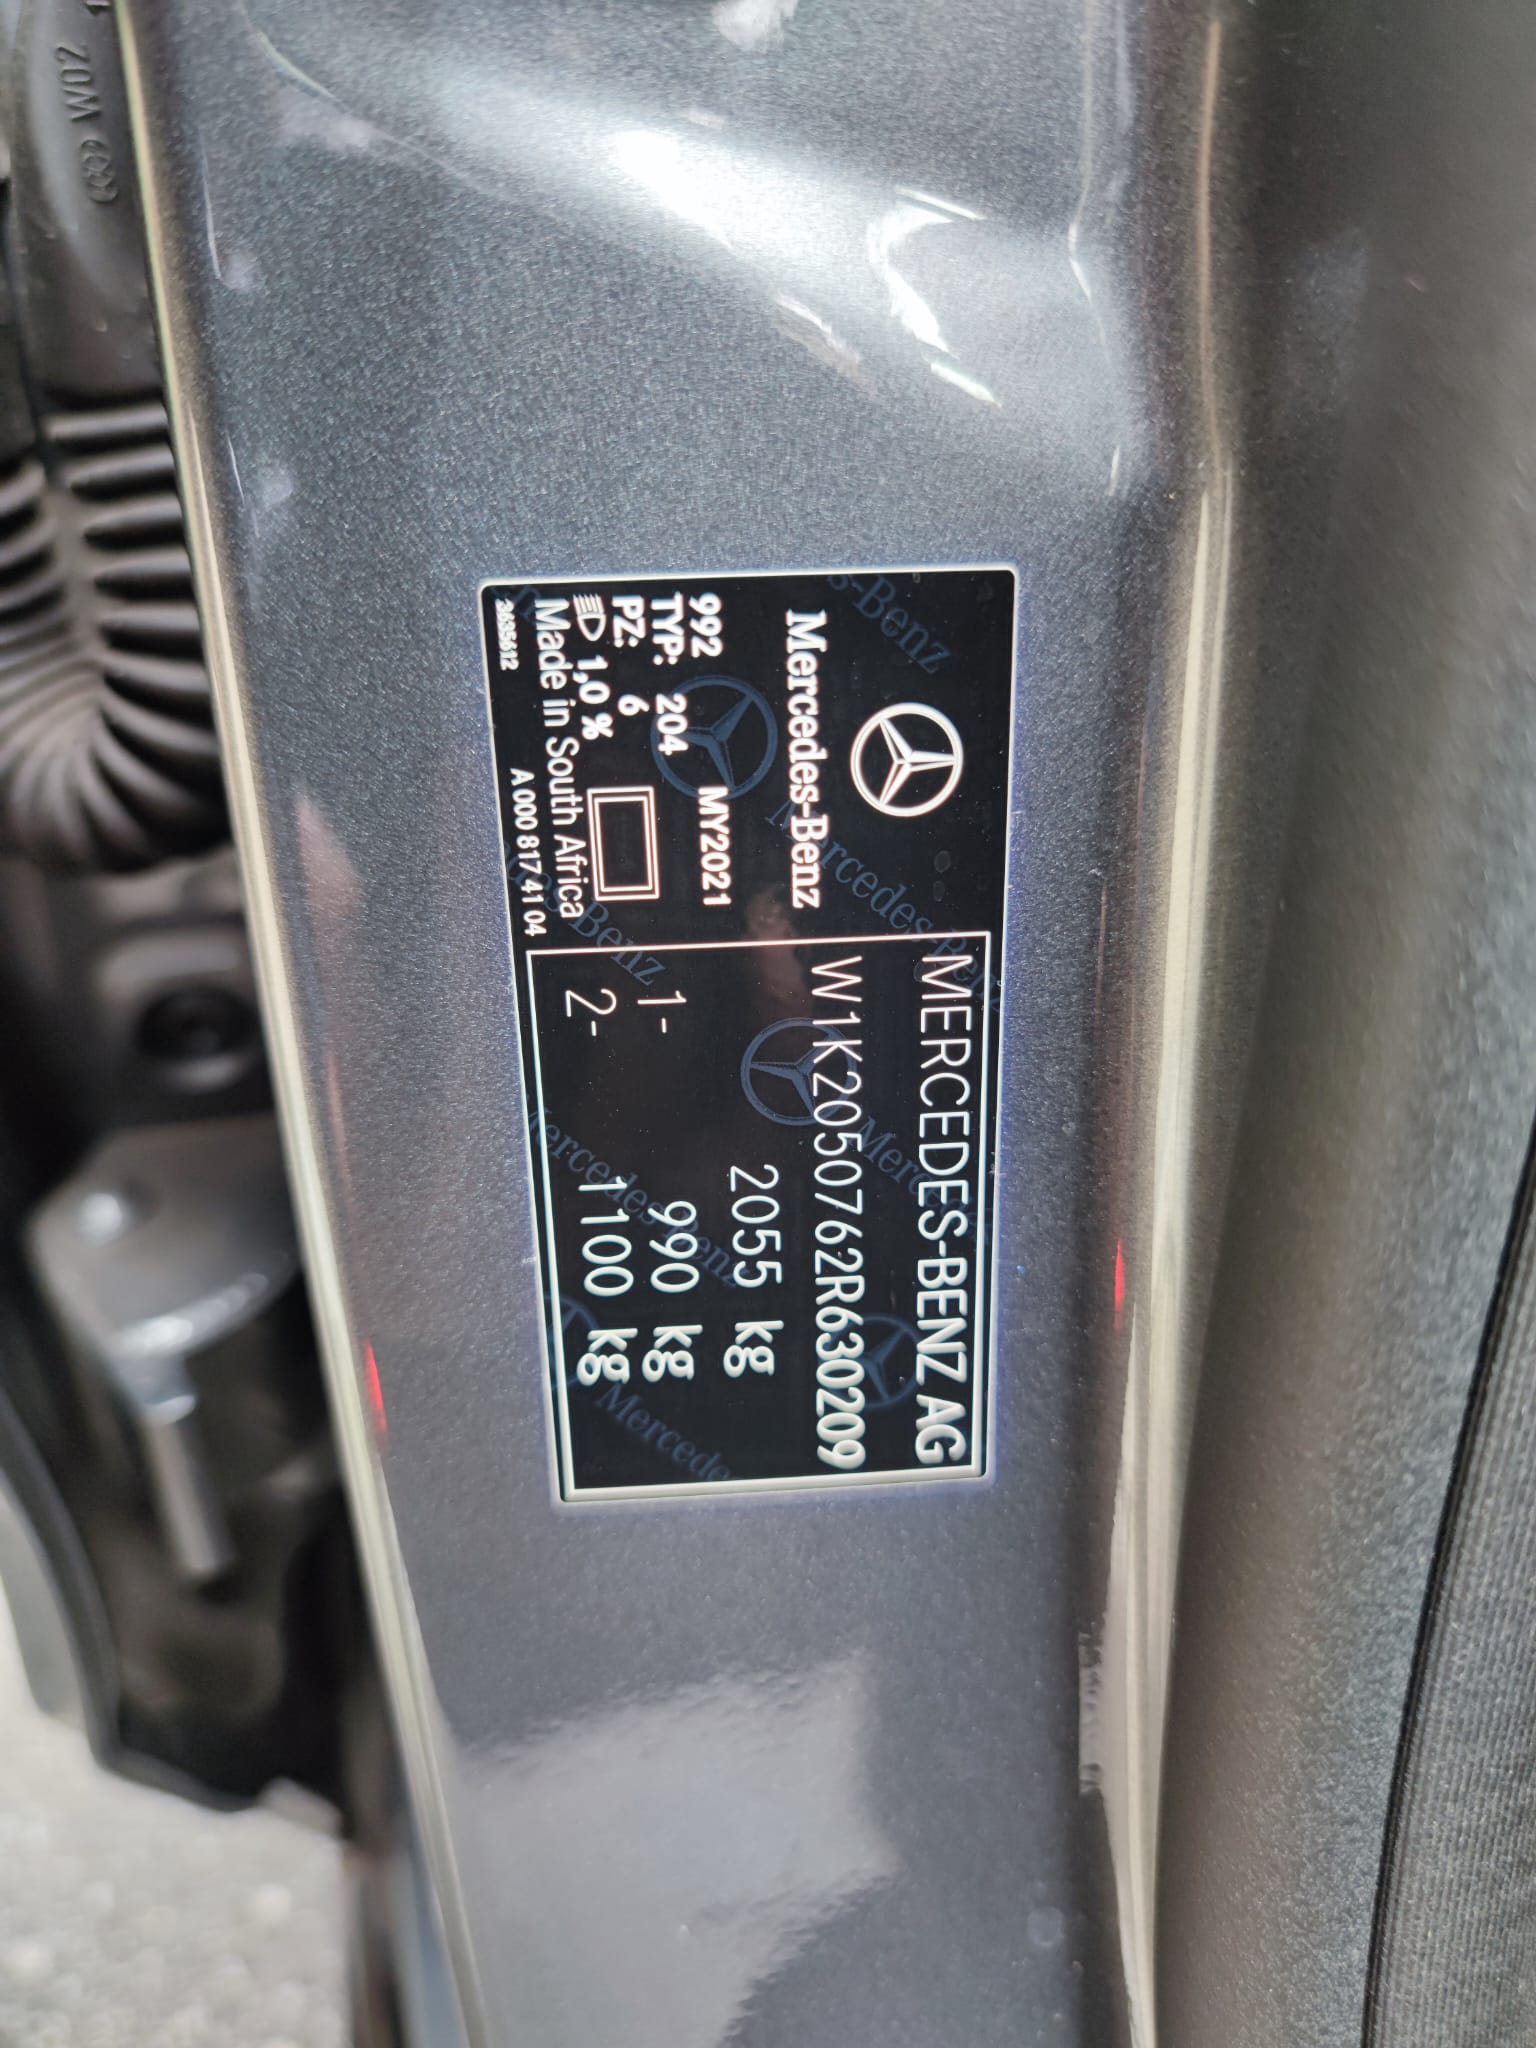 Mercedes-Benz
992 MY2021
TYP: 204
PZ: 6
1,0 %
Made in South Africa
363612 A 000 817 41 04
MERCEDES-BENZ AG
W1K2050762R630209
2055 kg
1- 990 kg
2- 1100 kg